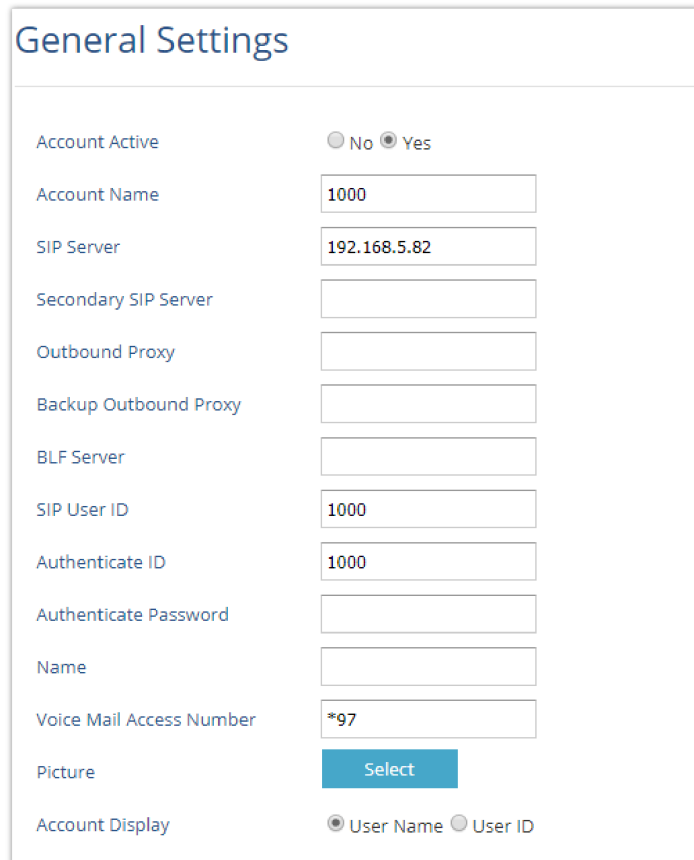 General Settings
Account Active No Yes
Account Name 1000
SIP Server 192.168.5.82
Secondary SIP Server
Outbound Proxy
Backup Outbound Proxy
BLF Server
SIP User ID 1000
Authenticate ID 1000
Authenticate Password
Name
Voice Mail Access Number *97
Picture Select
Account Display User Name User ID